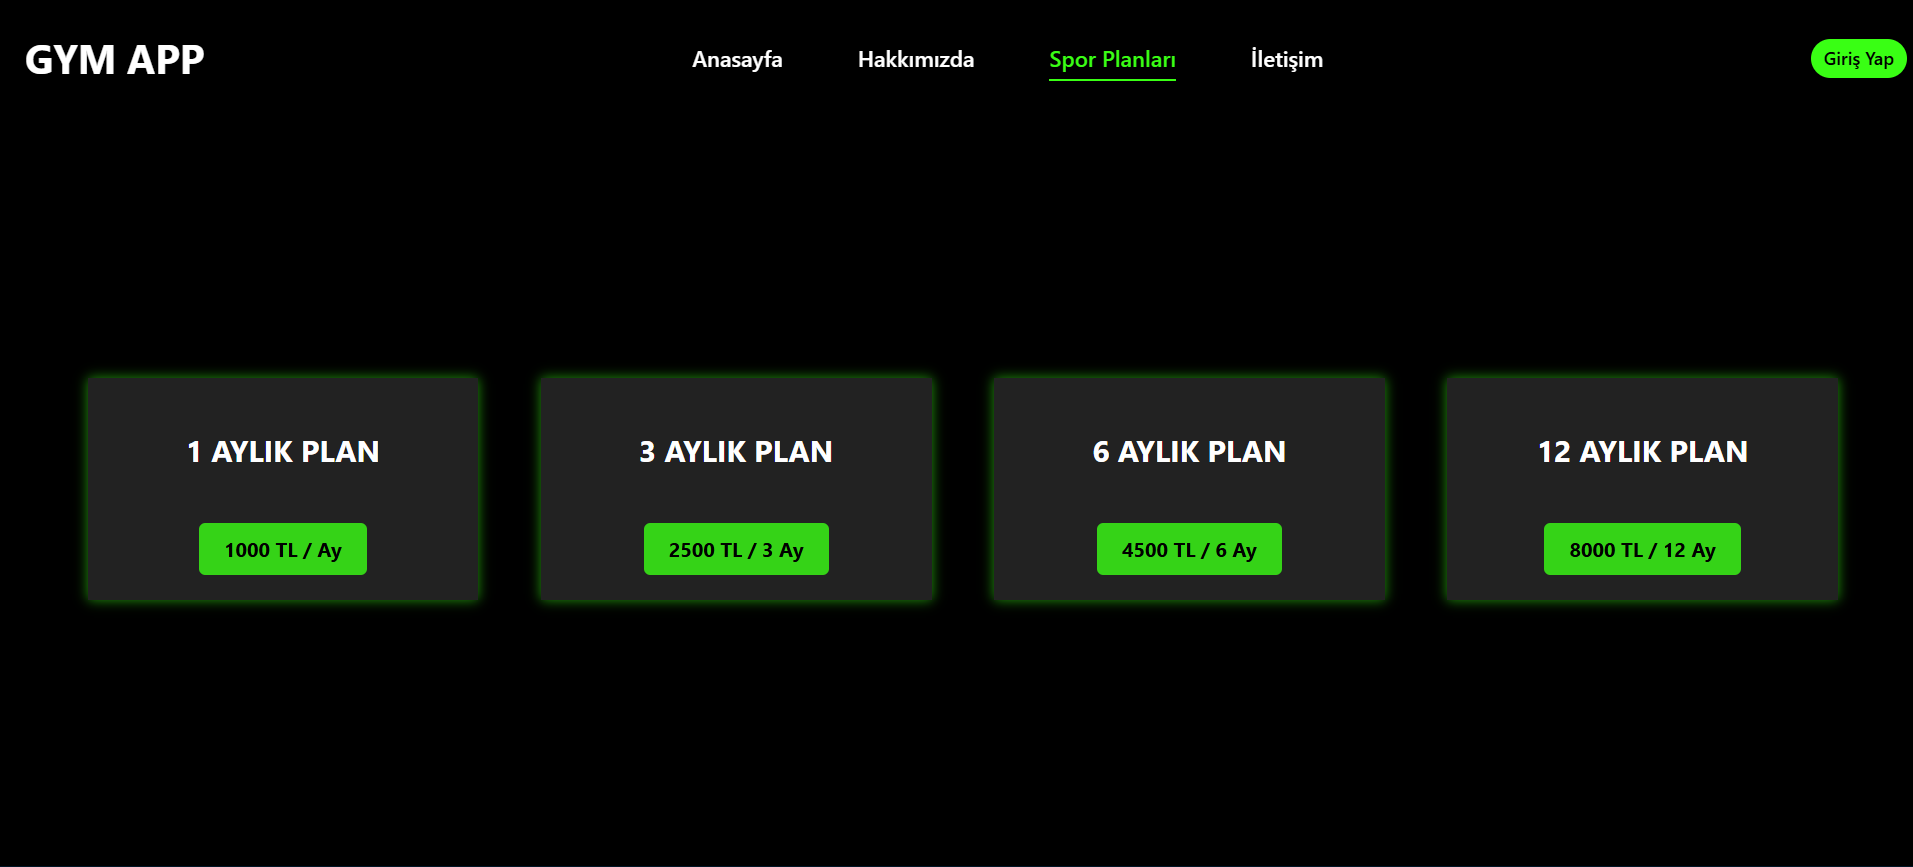 GYM APP
Anasayfa
Hakkımızda
Spor Planları
İletişim
Giriş Yap
1 AYLIK PLAN
1000 TL / Ay
3 AYLIK PLAN
2500 TL / 3 Ay
6 AYLIK PLAN
4500 TL / 6 Ay
12 AYLIK PLAN
8000 TL / 12 Ay